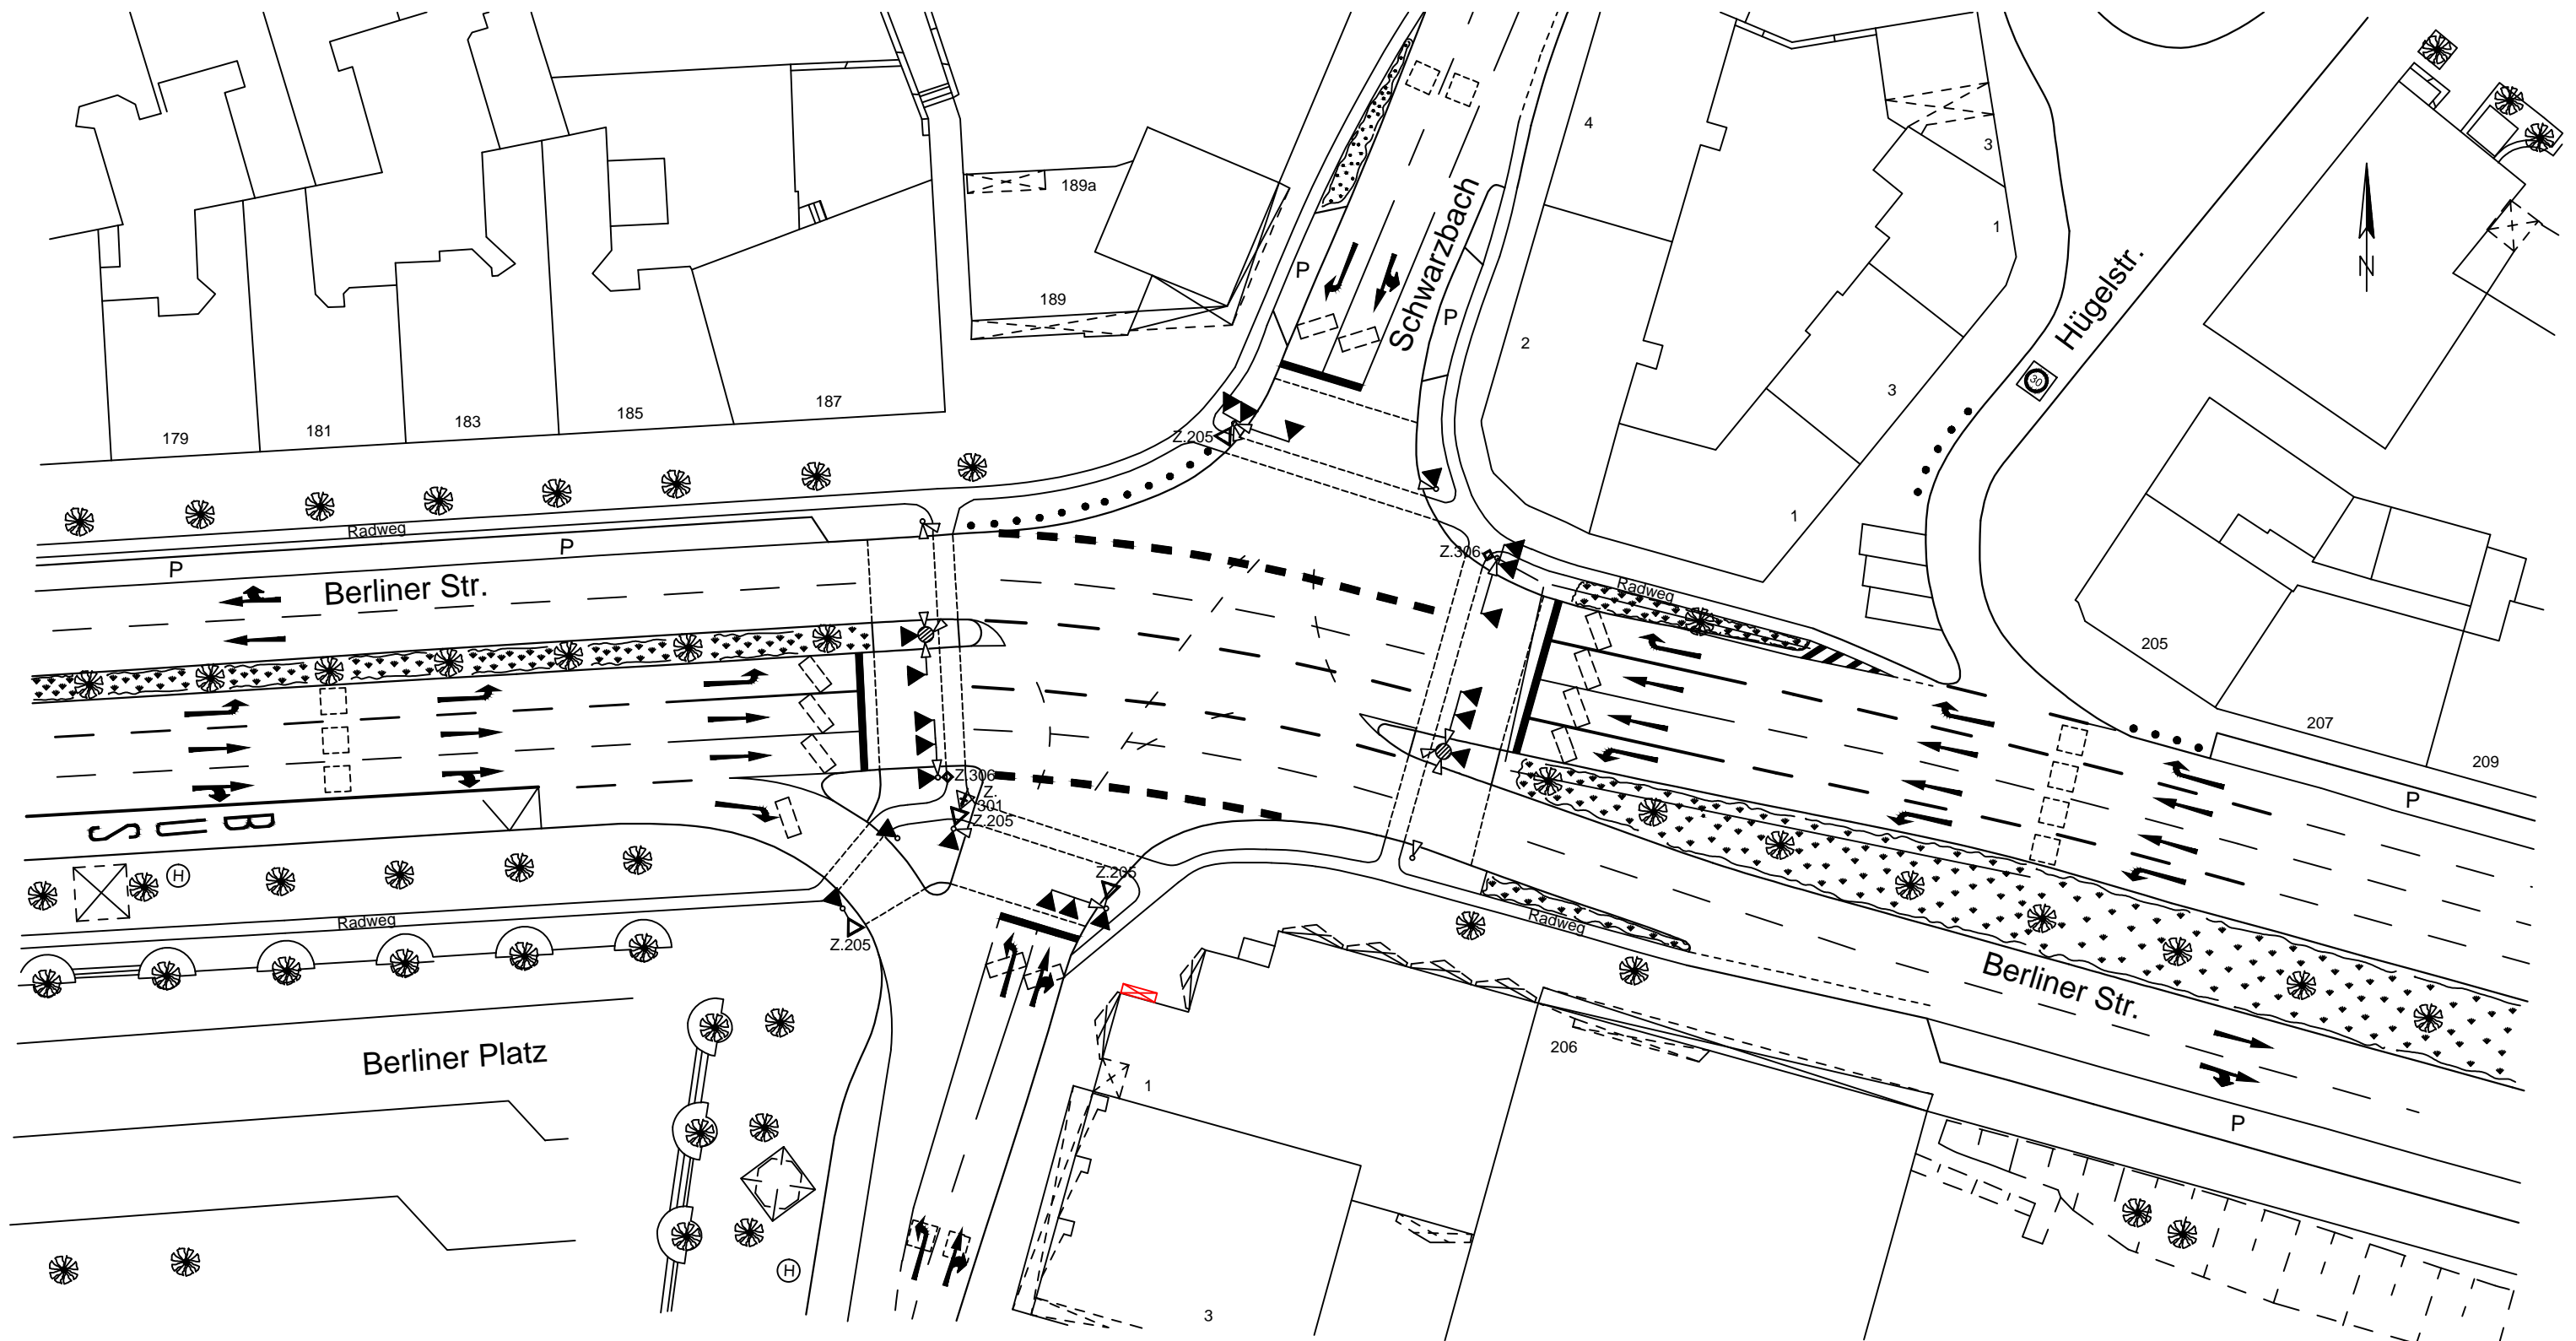 4
3
189a
1
Schwarzbach
P
Hügelstr.
N
P
189
2
30
3
187
185
183
181
179
Z.205
1
Radweg
P
P
Z.306
Berliner Str.
Radweg
205
207
209
Z.306
Z.
301
Z.205
P
BUS
H
Z.205
Radweg
Z.205
Radweg
Berliner Str.
Berliner Platz
206
1
P
H
3